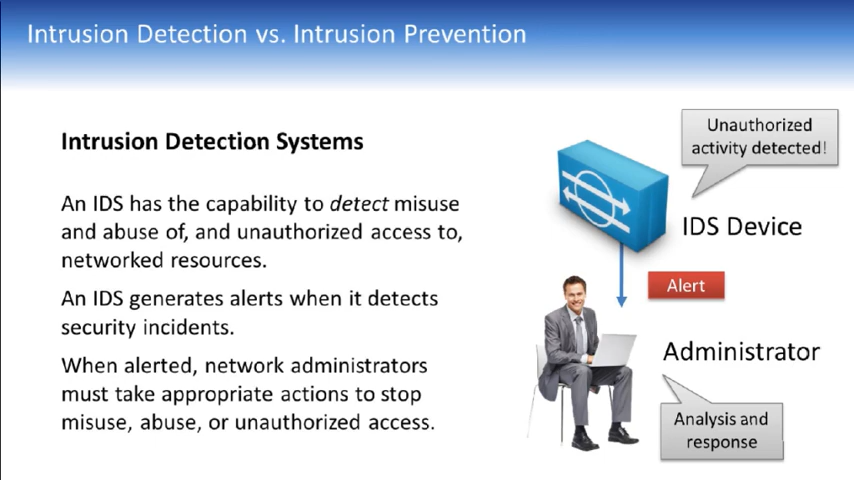 Intrusion Detection vs. Intrusion Prevention
Intrusion Detection Systems
An IDS has the capability to detect misuse
and abuse of, and unauthorized access to,
networked resources.
An IDS generates alerts when it detects
security incidents.
When alerted, network administrators
must take appropriate actions to stop
misuse, abuse, or unauthorized access.
Unauthorized
activity detected!
IDS Device
Alert
Administrator
Analysis and
response